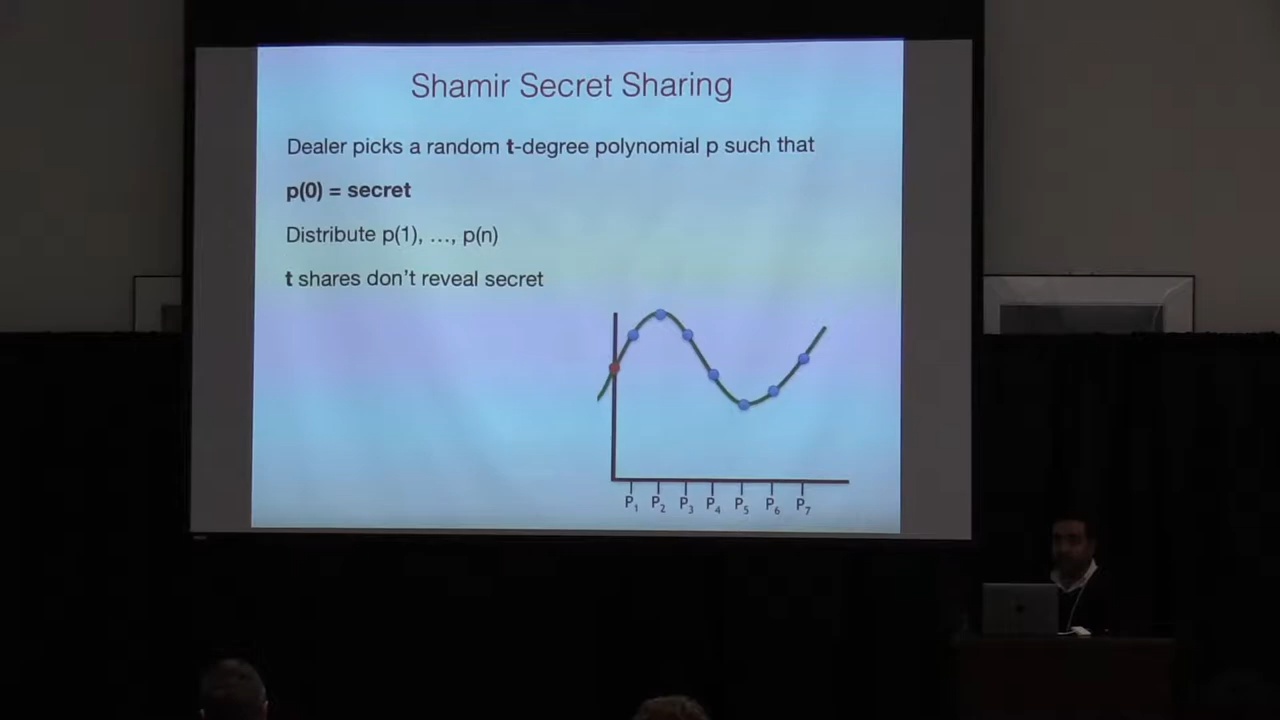 Shamir Secret Sharing
Dealer picks a random t-degree polynomial p such that
p(0) = secret
Distribute p(1), …, p(n)
t shares don’t reveal secret
P₁ P₂ P₃ P₄ P₅ P₆ P₇